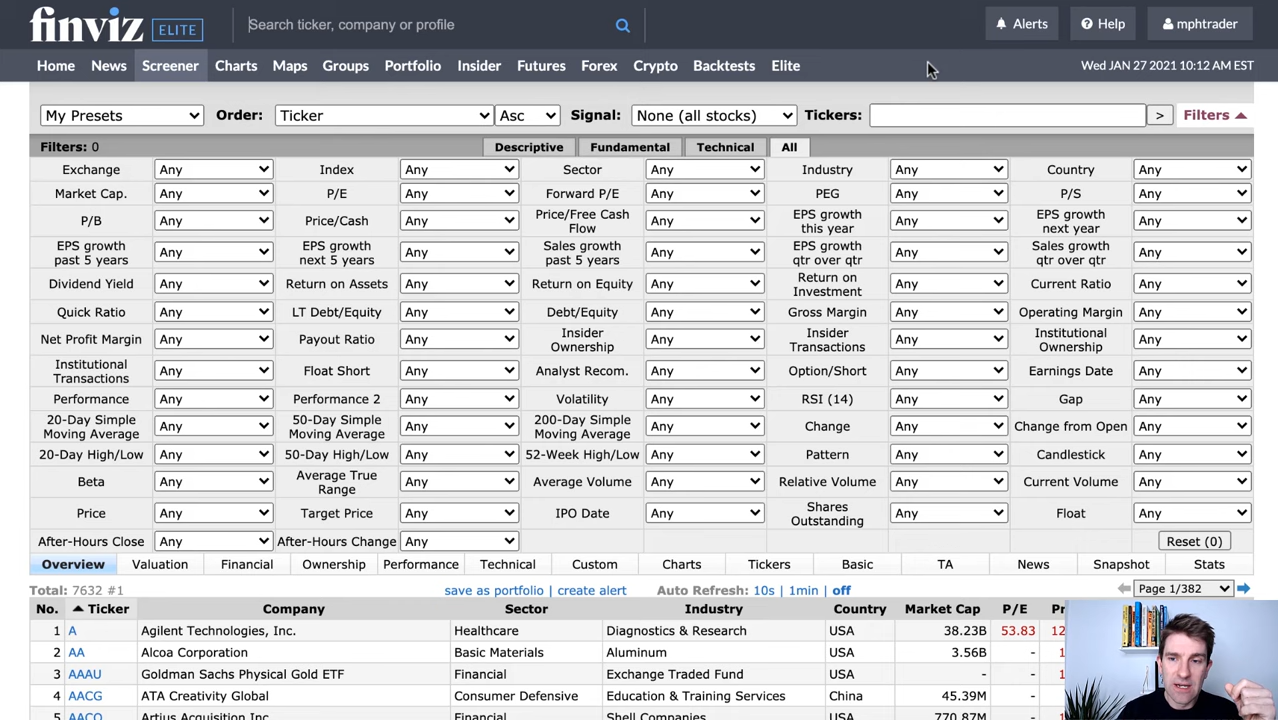 finviz ELITE Search ticker, company or profile Alerts Help mphtrader
Home News Screener Charts Maps Groups Portfolio Insider Futures Forex Crypto Backtests Elite Wed JAN 27 2021 10:12 AM EST
My Presets Order: Ticker Asc Signal: None (all stocks) Tickers: > Filters
Filters: 0 Descriptive Fundamental Technical All
Exchange Any Index Any Sector Any Industry Any Country Any
Market Cap. Any P/E Any Forward P/E Any PEG Any P/S Any
P/B Any Price/Cash Any Price/Free Cash Flow Any EPS growth this year Any EPS growth next year Any
EPS growth past 5 years Any EPS growth next 5 years Any Sales growth past 5 years Any EPS growth qtr over qtr Any Sales growth qtr over qtr Any
Dividend Yield Any Return on Assets Any Return on Equity Any Return on Investment Any Current Ratio Any
Quick Ratio Any LT Debt/Equity Any Debt/Equity Any Gross Margin Any Operating Margin Any
Net Profit Margin Any Payout Ratio Any Insider Ownership Any Insider Transactions Any Institutional Ownership Any
Institutional Transactions Any Float Short Any Analyst Recom. Any Option/Short Any Earnings Date Any
Performance Any Performance 2 Any Volatility Any RSI (14) Any Gap Any
20-Day Simple Moving Average Any 50-Day Simple Moving Average Any 200-Day Simple Moving Average Any Change Any Change from Open Any
20-Day High/Low Any 50-Day High/Low Any 52-Week High/Low Any Pattern Any Candlestick Any
Beta Any Average True Range Any Average Volume Any Relative Volume Any Current Volume Any
Price Any Target Price Any IPO Date Any Shares Outstanding Any Float Any
After-Hours Close Any After-Hours Change Any Reset (0)
Overview Valuation Financial Ownership Performance Technical Custom Charts Tickers Basic TA News Snapshot Stats
Total: 7632 #1 save as portfolio | create alert Auto Refresh: 10s | 1min | off Page 1/382
No. Ticker Company Sector Industry Country Market Cap P/E
1 A Agilent Technologies, Inc. Healthcare Diagnostics & Research USA 38.23B 53.83
2 AA Alcoa Corporation Basic Materials Aluminum USA 3.56B -
3 AAAU Goldman Sachs Physical Gold ETF Financial Exchange Traded Fund USA - -
4 AACG ATA Creativity Global Consumer Defensive Education & Training Services China 45.39M -
5 AACQ Artius Acquisition Inc Financial Shell Companies USA 770.87M